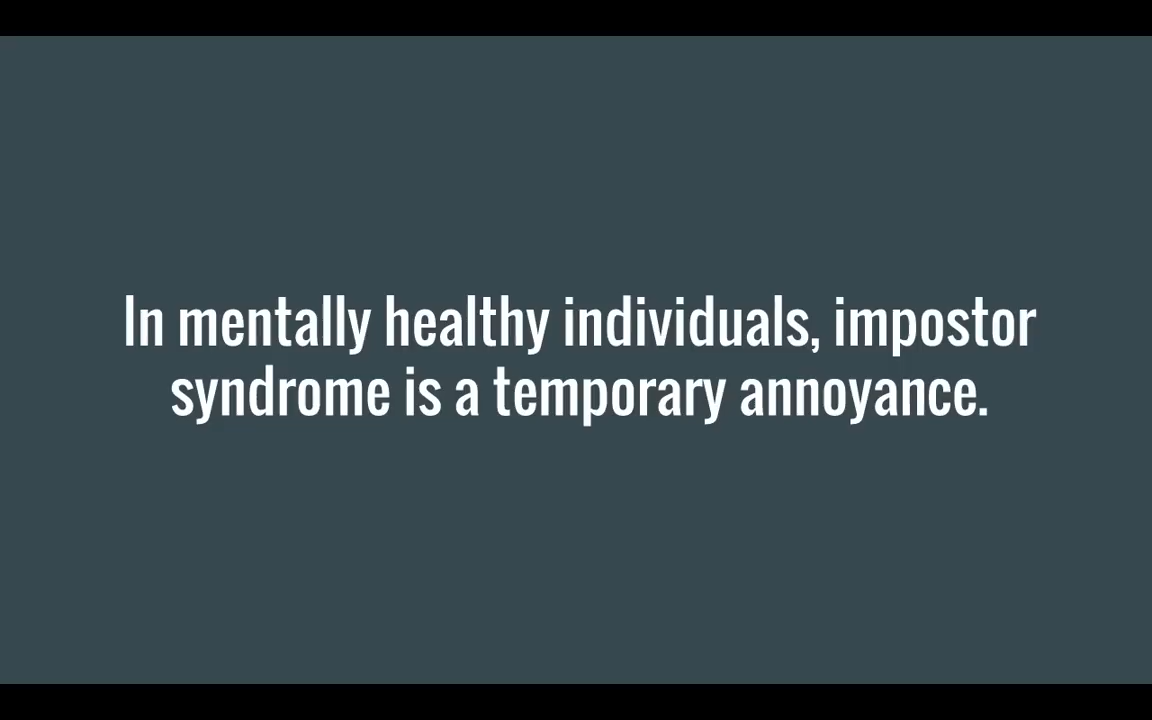 In mentally healthy individuals, impostor
syndrome is a temporary annoyance.